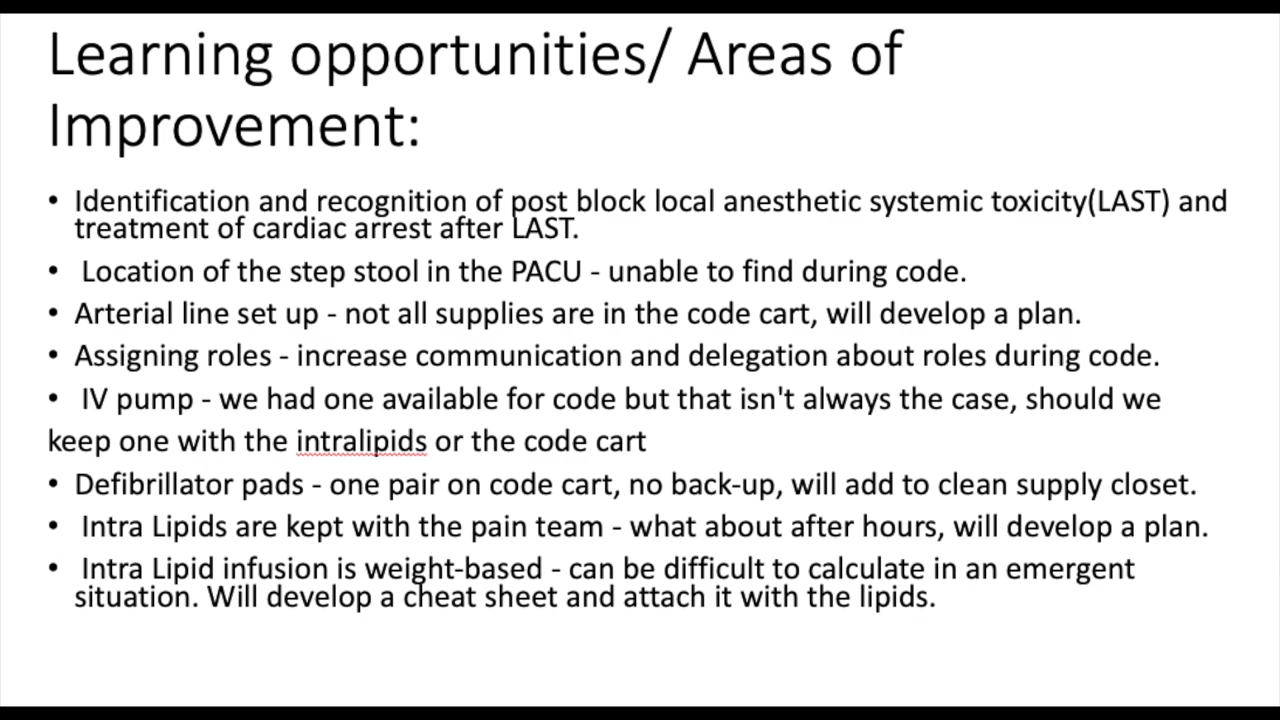 Learning opportunities/ Areas of
Improvement:
• Identification and recognition of post block local anesthetic systemic toxicity(LAST) and
treatment of cardiac arrest after LAST.
• Location of the step stool in the PACU - unable to find during code.
• Arterial line set up - not all supplies are in the code cart, will develop a plan.
• Assigning roles - increase communication and delegation about roles during code.
• IV pump - we had one available for code but that isn't always the case, should we
keep one with the intralipids or the code cart
• Defibrillator pads - one pair on code cart, no back-up, will add to clean supply closet.
• Intra Lipids are kept with the pain team - what about after hours, will develop a plan.
• Intra Lipid infusion is weight-based - can be difficult to calculate in an emergent
situation. Will develop a cheat sheet and attach it with the lipids.